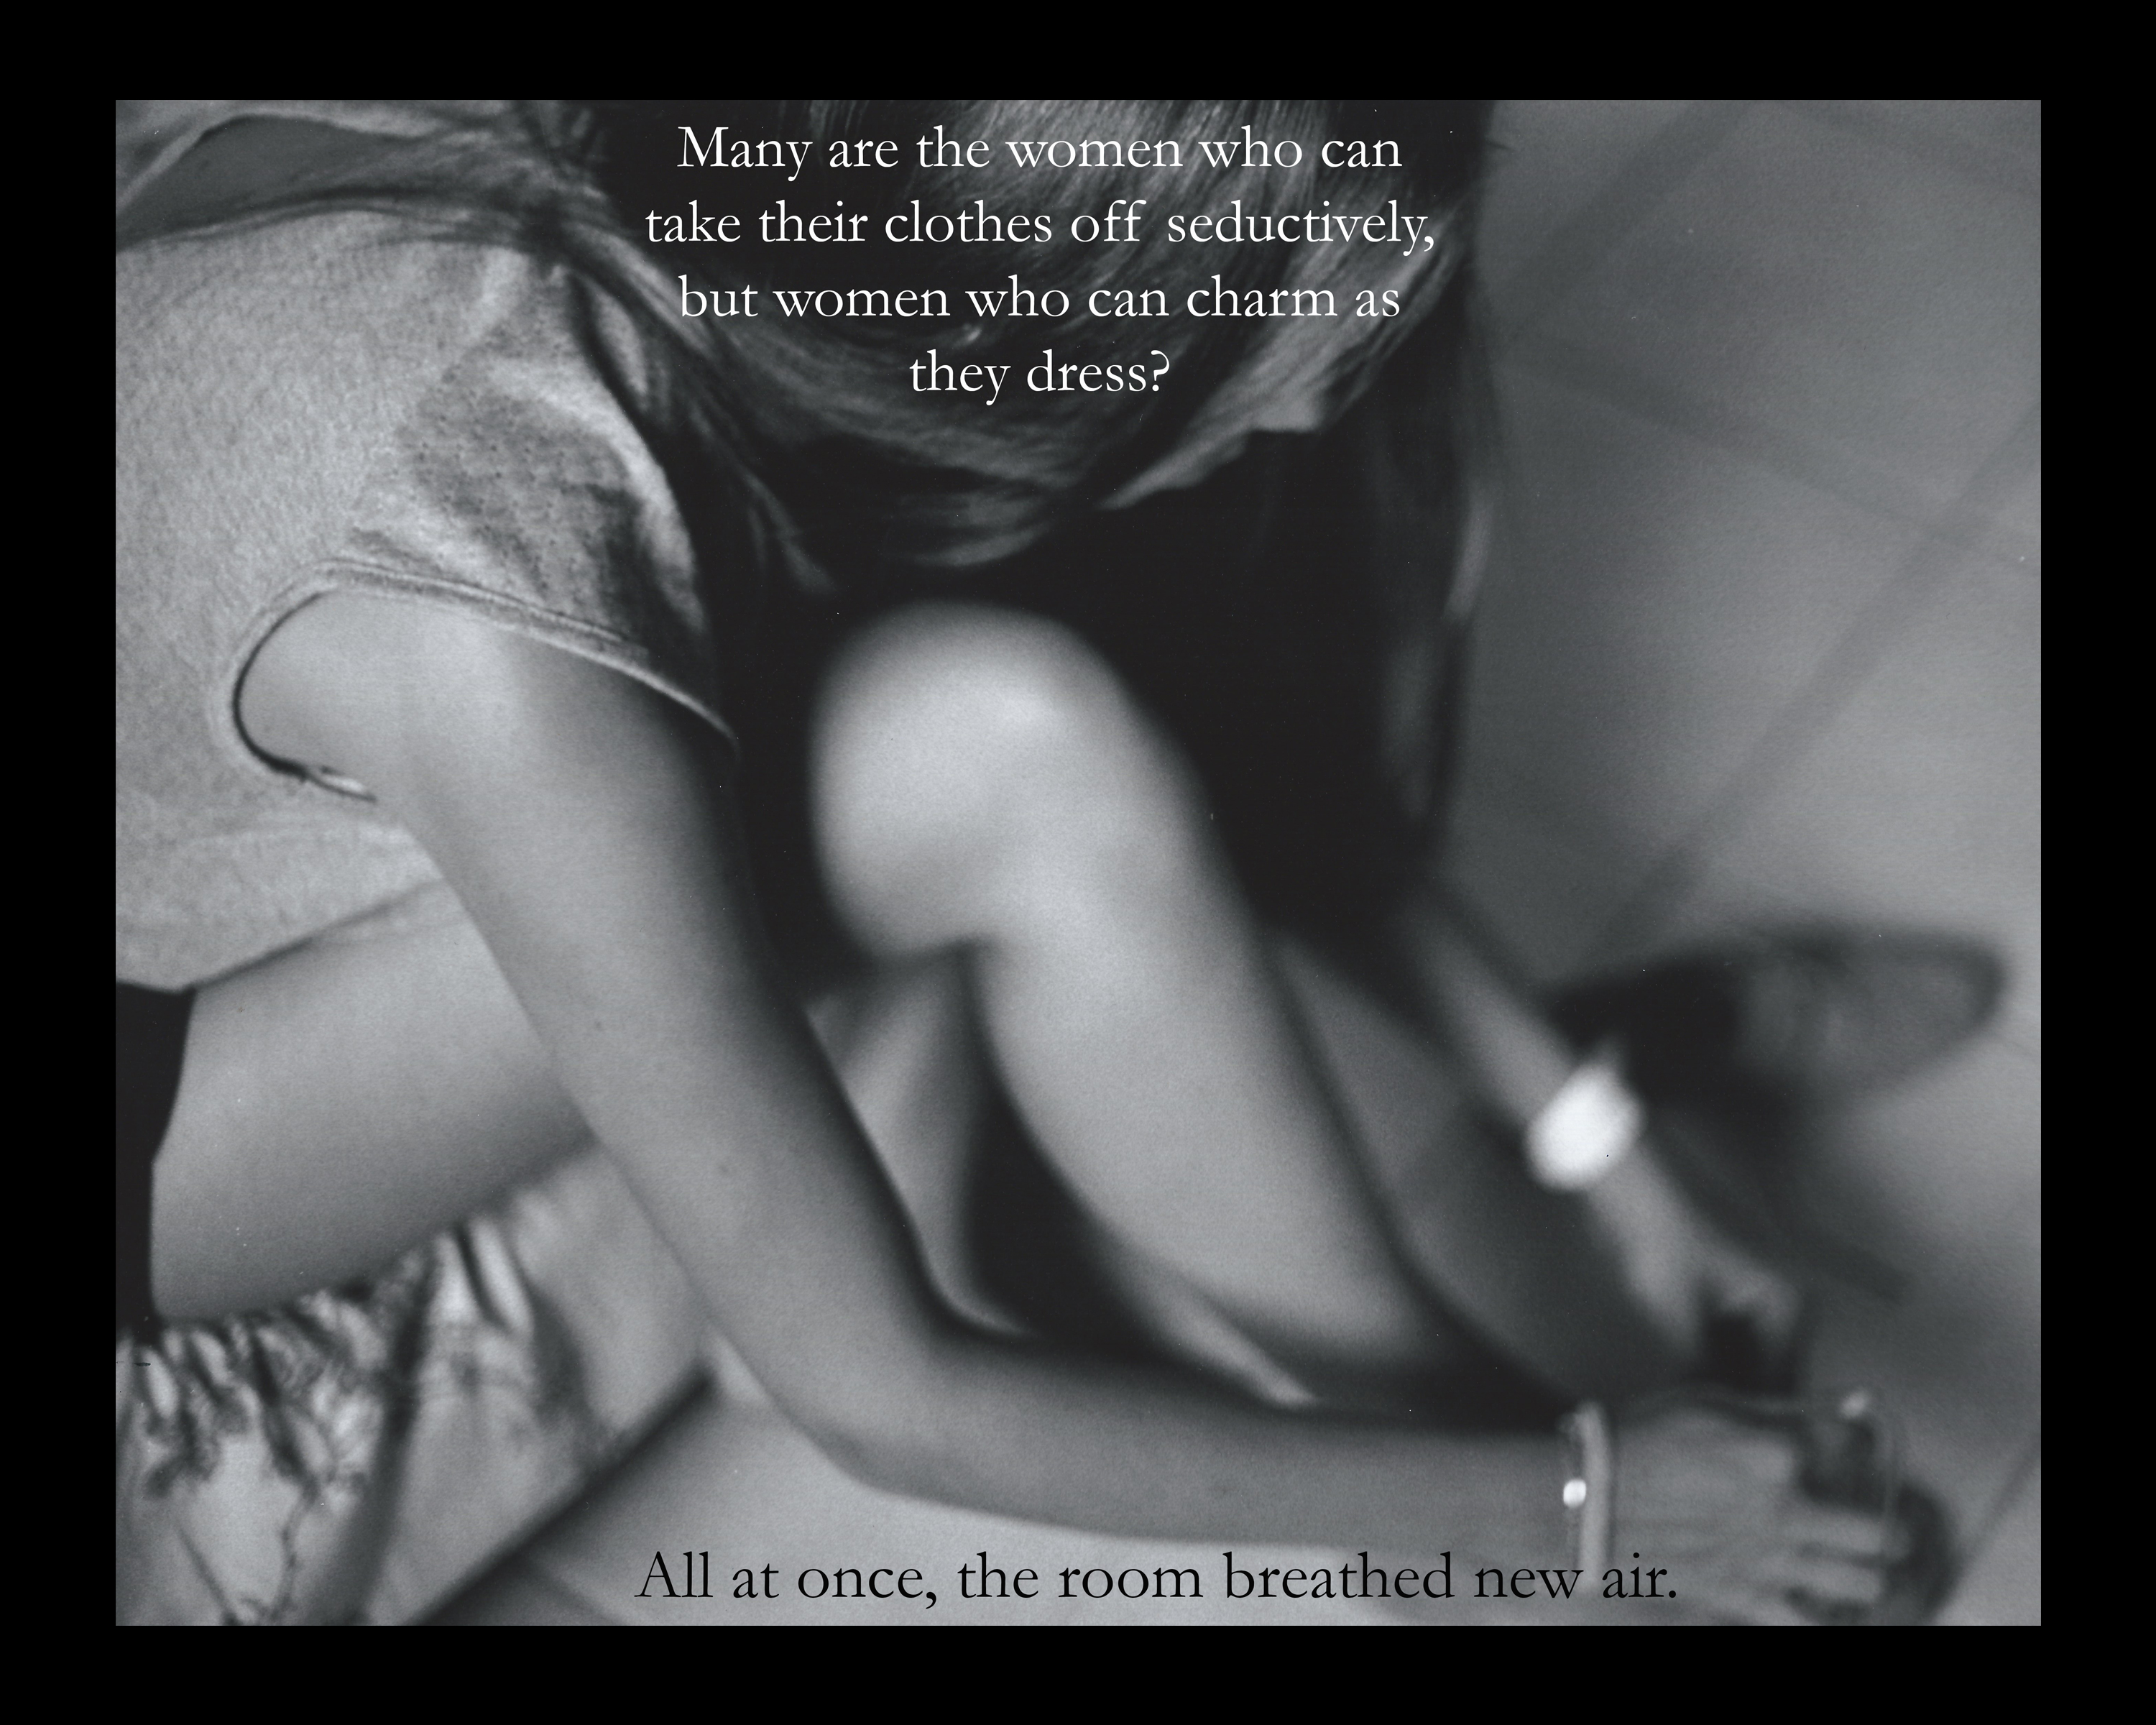 Many are the women who can
take their clothes off seductively,
but women who can charm as
they dress?
All at once, the room breathed new air.